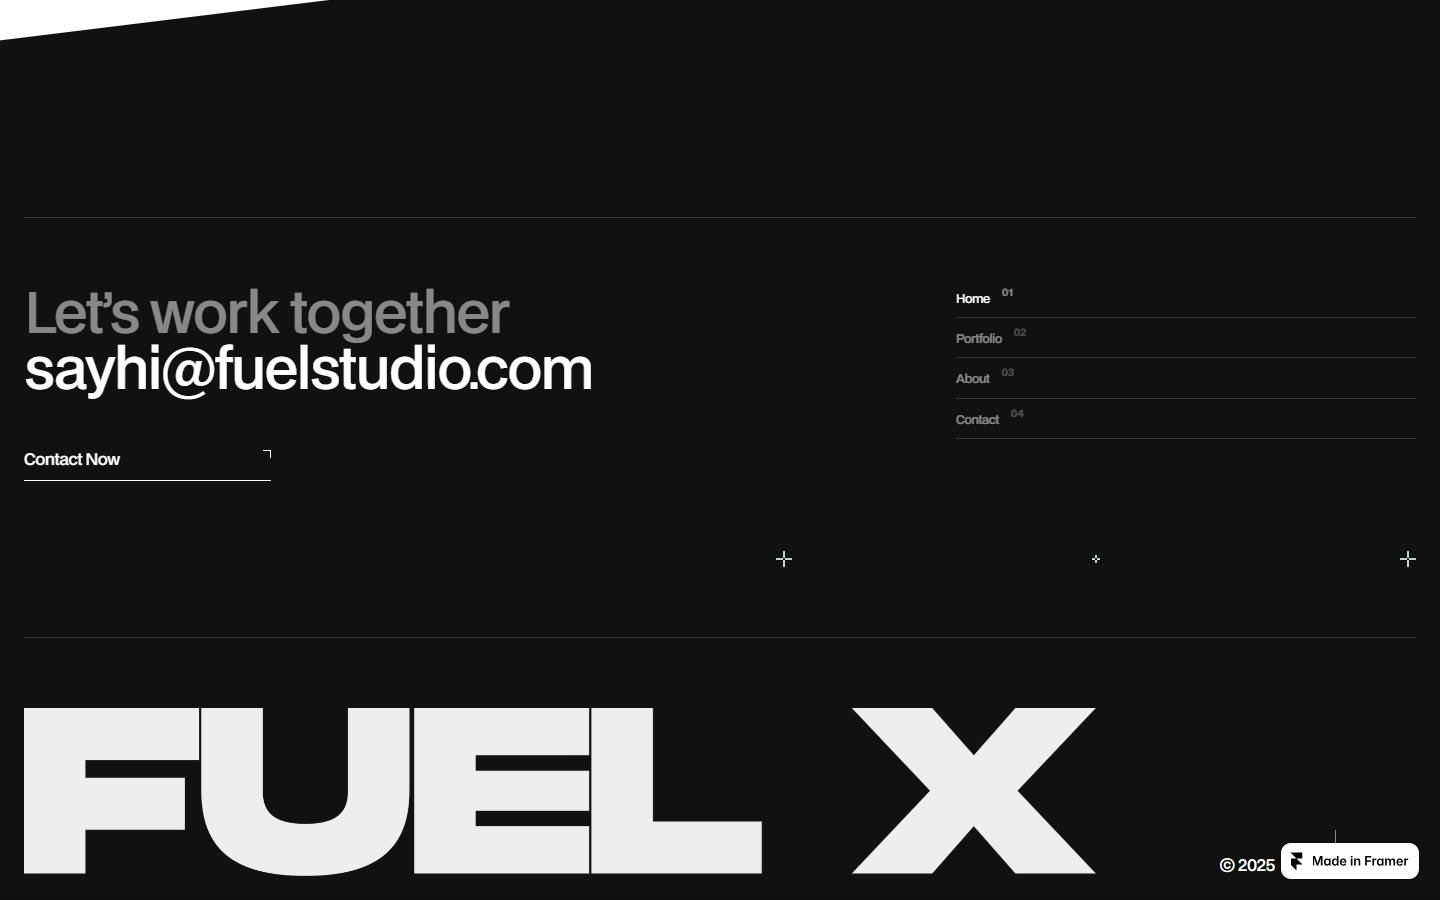 Let’s work together
sayhi@fuelstudio.com
Contact Now
Home 01
Portfolio 02
About 03
Contact 04
FUEL X
© 2025
Made in Framer